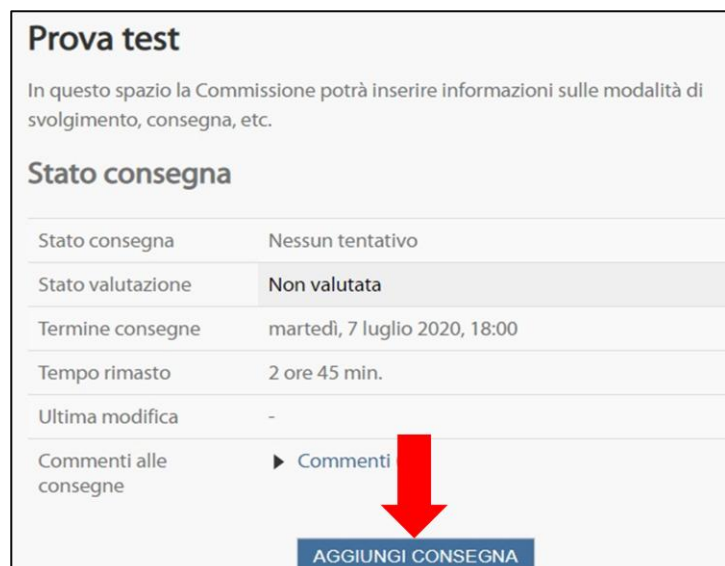 Prova test
In questo spazio la Commissione potrà inserire informazioni sulle modalità di
svolgimento, consegna, etc.
Stato consegna
Stato consegna Nessun tentativo
Stato valutazione Non valutata
Termine consegne martedì, 7 luglio 2020, 18:00
Tempo rimasto 2 ore 45 min.
Ultima modifica -
Commenti alle Commenti
consegne
AGGIUNGI CONSEGNA